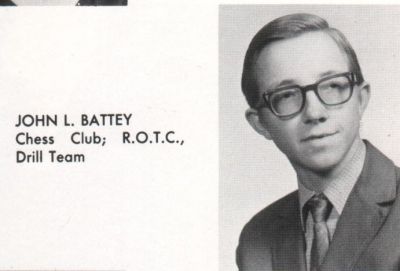 JOHN L. BATTEY
Chess Club; R.O.T.C.,
Drill Team